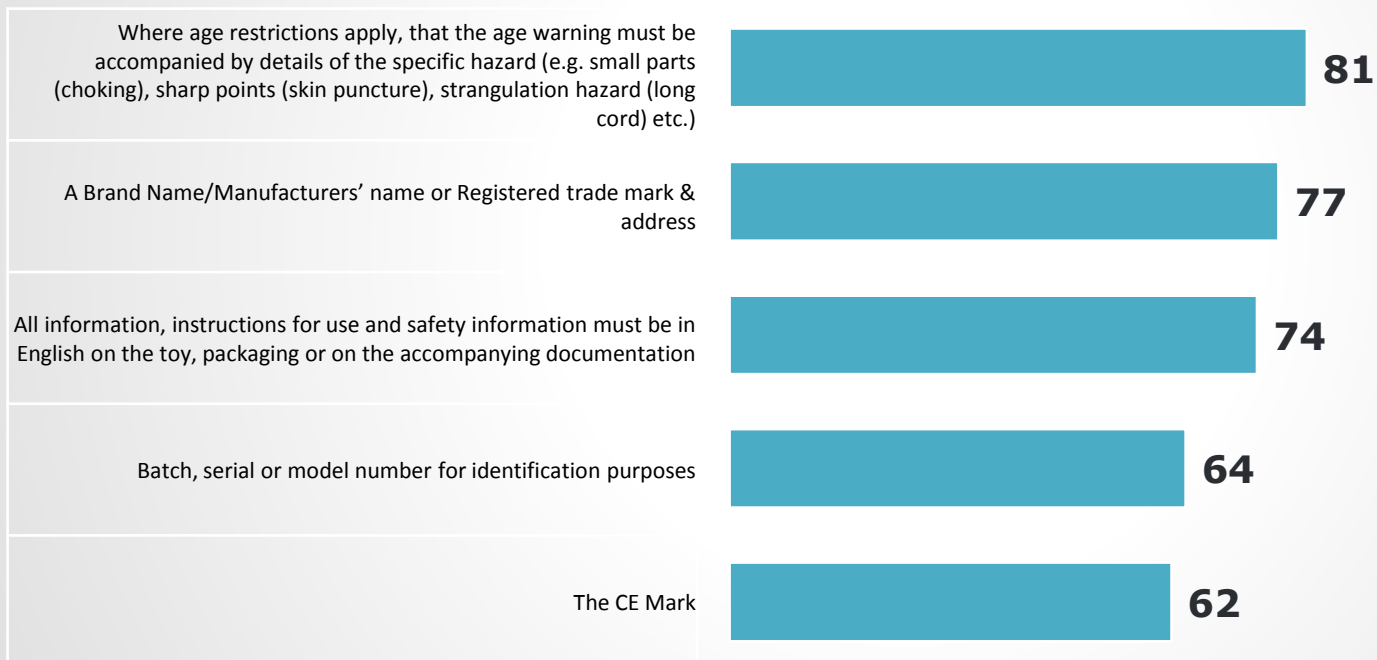 Where age restrictions apply, that the age warning must be
accompanied by details of the specific hazard (e.g. small parts
(choking), sharp points (skin puncture), strangulation hazard (long
cord) etc.)
81
A Brand Name/Manufacturers’ name or Registered trade mark &
address
77
All information, instructions for use and safety information must be in
English on the toy, packaging or on the accompanying documentation
74
Batch, serial or model number for identification purposes
64
The CE Mark
62